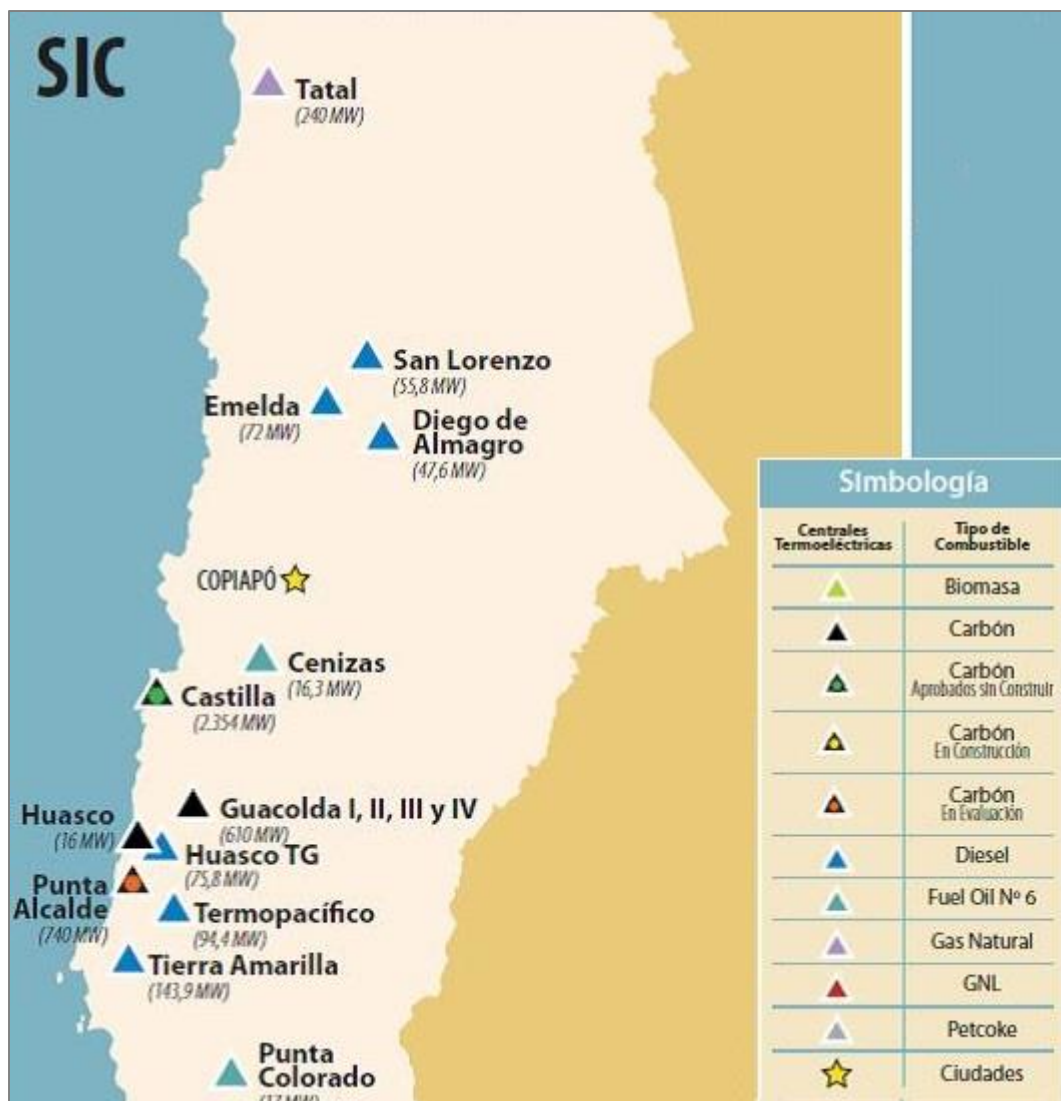 SIC
Tatal
(240 MW)
San Lorenzo
(55,8 MW)
Emelda
(72 MW)
Diego de
Almagro
(47,6 MW)
COPIAPÓ
Cenizas
(16,3 MW)
Castilla
(2.354 MW)
Guacolda I, II, III y IV
(610 MW)
Huasco
(16 MW)
Huasco TG
(75,8 MW)
Punta
Alcalde
(740 MW)
Termopacífico
(94,4 MW)
Tierra Amarilla
(143,9 MW)
Punta
Colorado
(17 MW)
Simbología
Centrales
Termoeléctricas
Tipo de
Combustible
Biomasa
Carbón
Carbón
Aprobados sin Construir
Carbón
En Construcción
Carbón
En Evaluación
Diesel
Fuel Oil Nº 6
Gas Natural
GNL
Petcoke
Ciudades